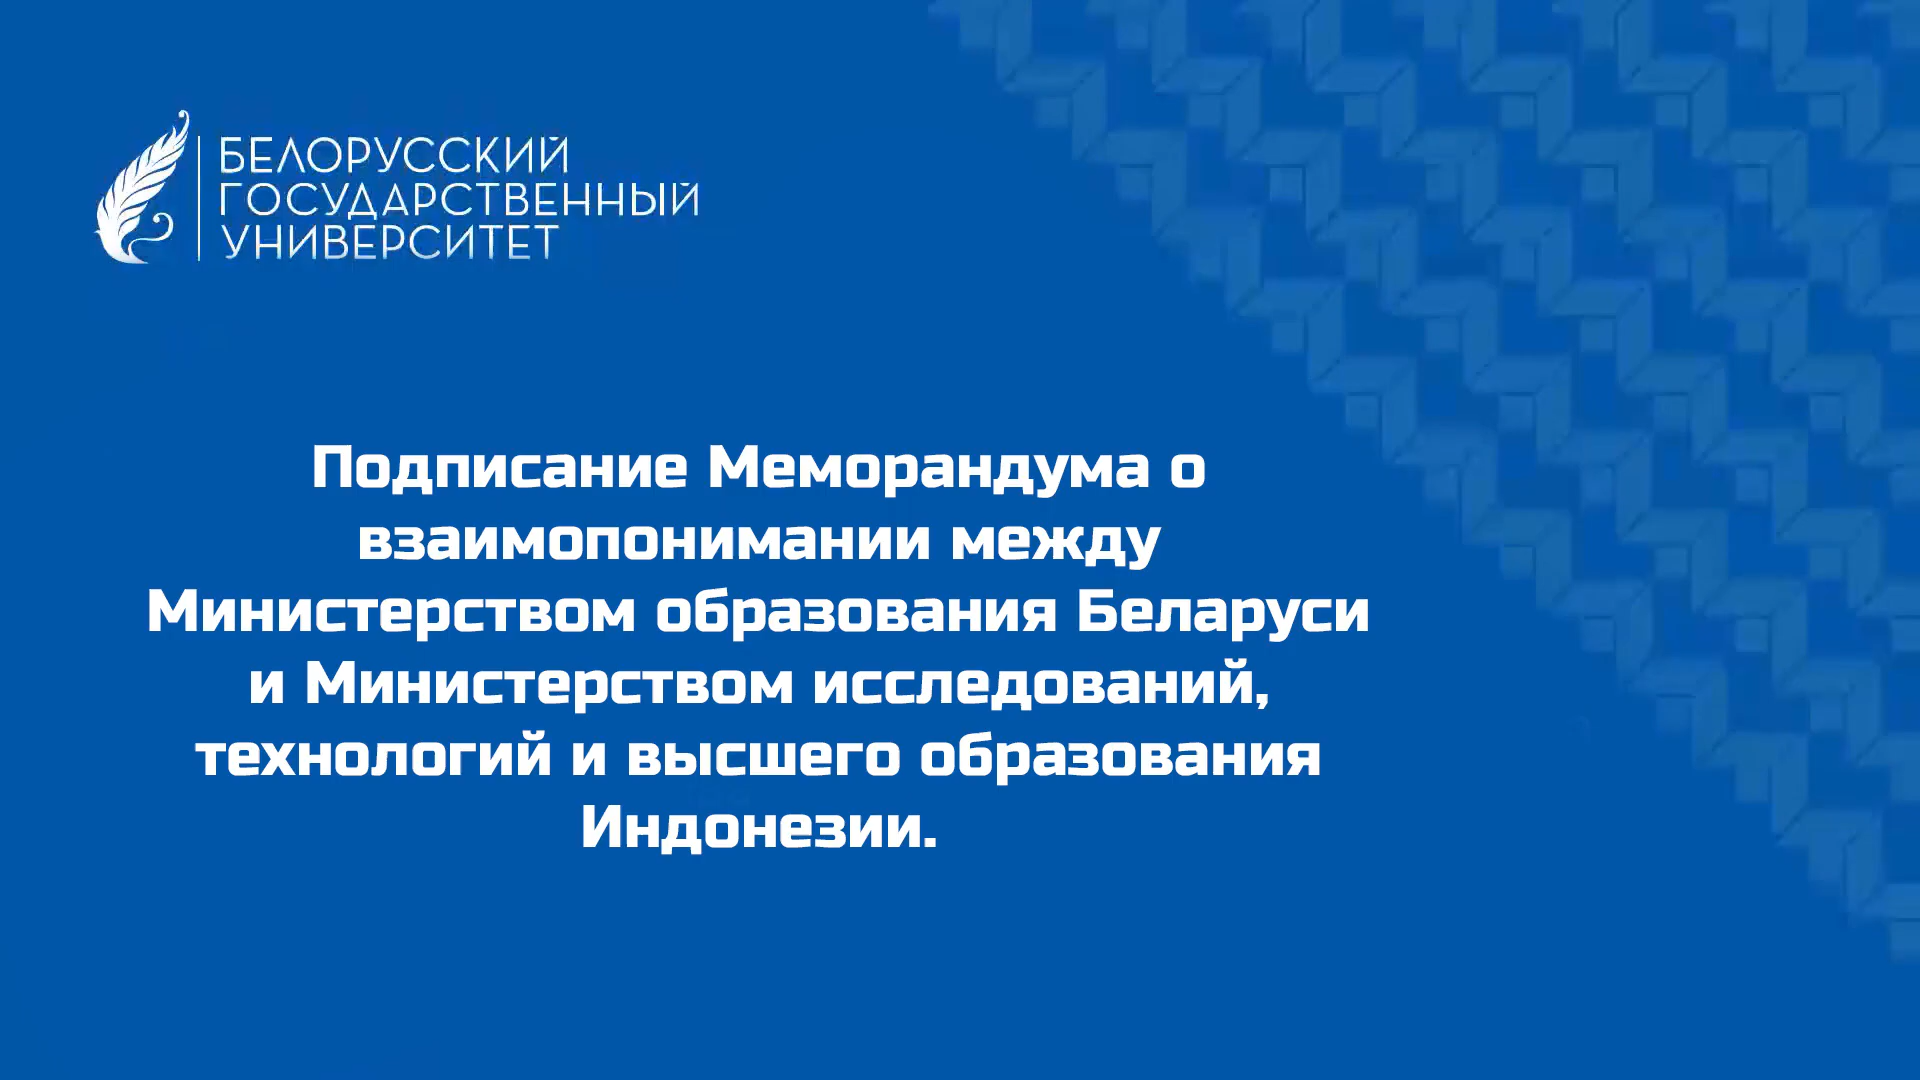 БЕЛОРУССКИЙ
ГОСУДАРСТВЕННЫЙ
УНИВЕРСИТЕТ
Подписание Меморандума о
взаимопонимании между
Министерством образования Беларуси
и Министерством исследований,
технологий и высшего образования
Индонезии.